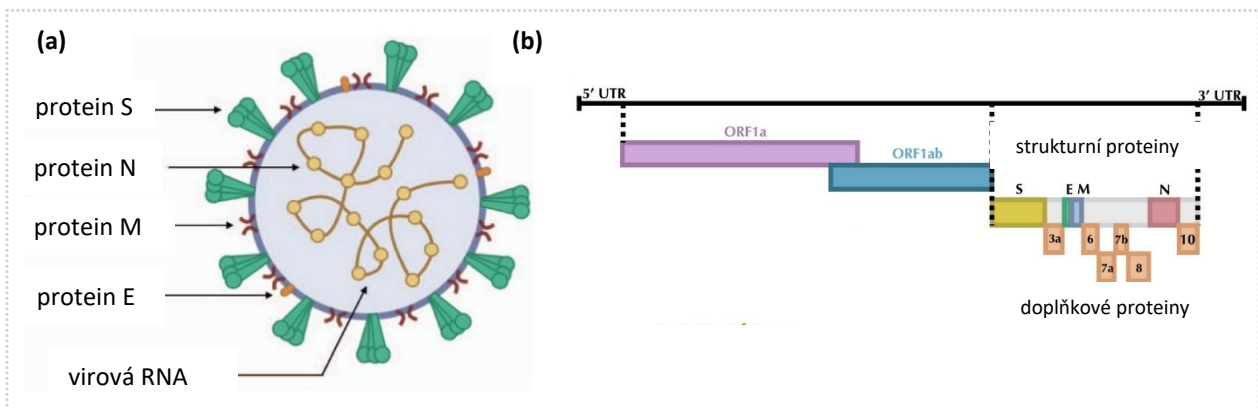 (a)
protein S
protein N
protein M
protein E
virová RNA
(b)
5' UTR
3' UTR
ORF1a
ORF1ab
strukturní proteiny
S
E M
N
3a
6
7b
10
7a
8
doplňkové proteiny